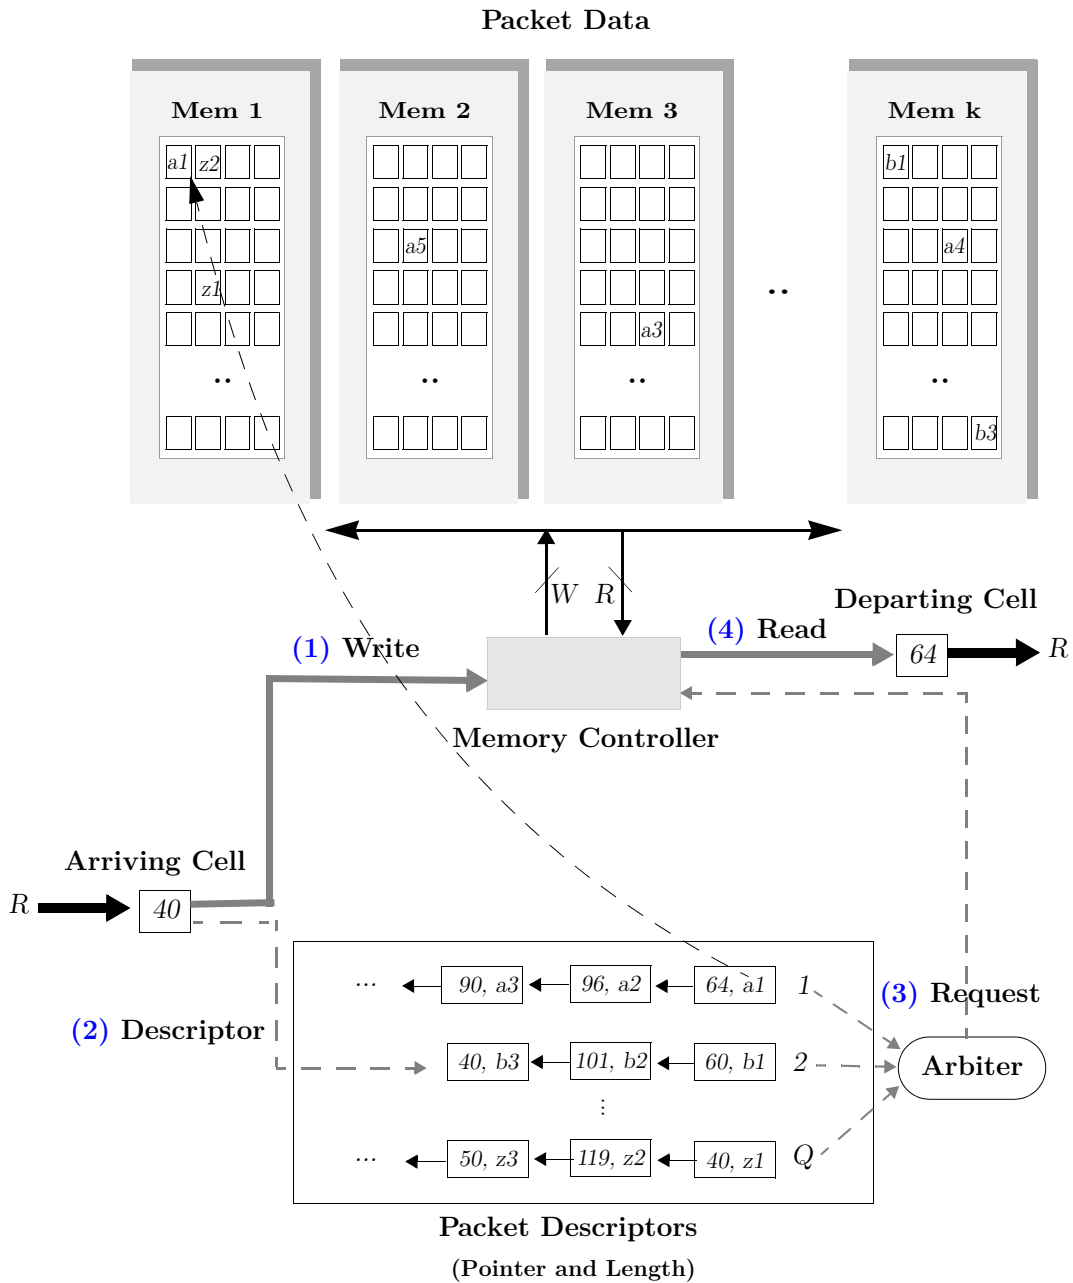 Packet Data
Mem 1 Mem 2 Mem 3 Mem k
a1 z2 b1
a5 a4
z1 ..
a3
.. .. .. ..
b3
W R
Departing Cell
(1) Write (4) Read
64 R
Memory Controller
Arriving Cell
R 40
... 90, a3 96, a2 64, a1 1 (3) Request
(2) Descriptor
40, b3 101, b2 60, b1 2 Arbiter
...
... 50, z3 119, z2 40, z1 Q
Packet Descriptors
(Pointer and Length)